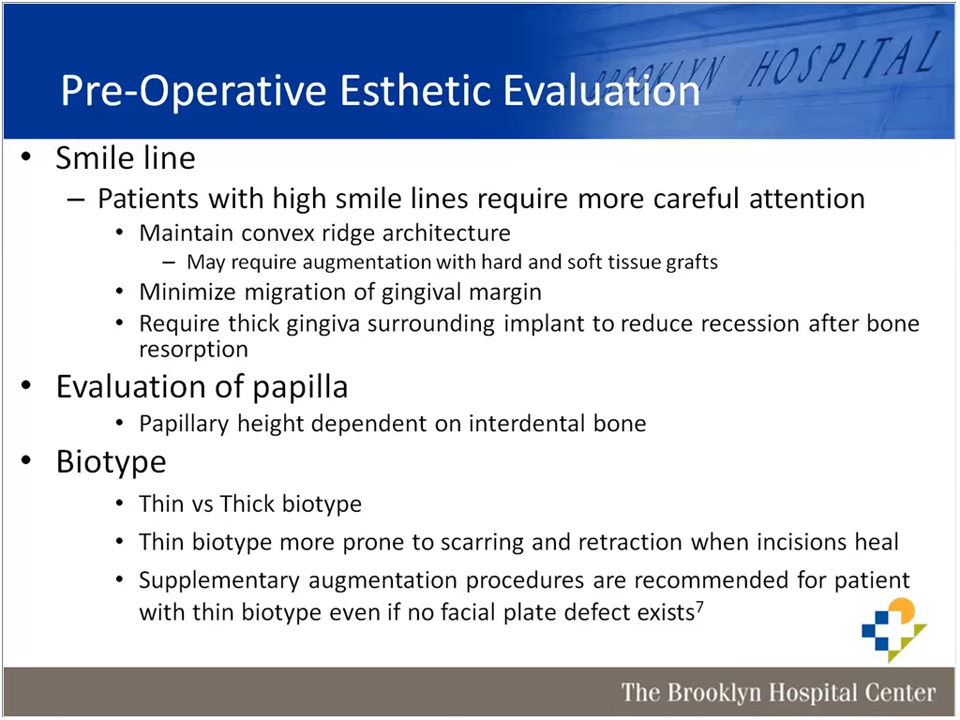 BROOKLYN HOSPITAL
Pre-Operative Esthetic Evaluation
• Smile line
– Patients with high smile lines require more careful attention
• Maintain convex ridge architecture
– May require augmentation with hard and soft tissue grafts
• Minimize migration of gingival margin
• Require thick gingiva surrounding implant to reduce recession after bone
resorption
• Evaluation of papilla
• Papillary height dependent on interdental bone
• Biotype
• Thin vs Thick biotype
• Thin biotype more prone to scarring and retraction when incisions heal
• Supplementary augmentation procedures are recommended for patient
with thin biotype even if no facial plate defect exists⁷
The Brooklyn Hospital Center